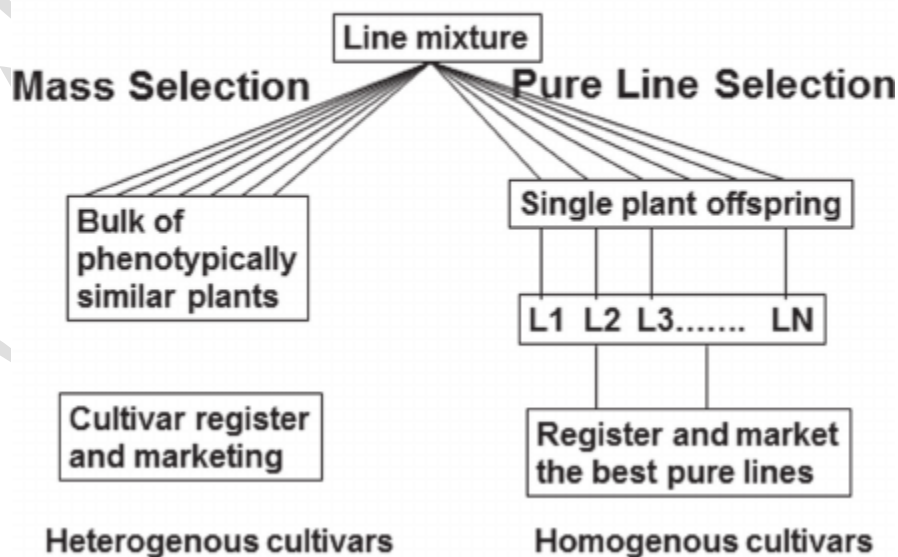 Line mixture
Mass Selection
Pure Line Selection
Bulk of
phenotypically
similar plants
Single plant offspring
L1 L2 L3....... LN
Cultivar register
and marketing
Register and market
the best pure lines
Heterogenous cultivars
Homogenous cultivars